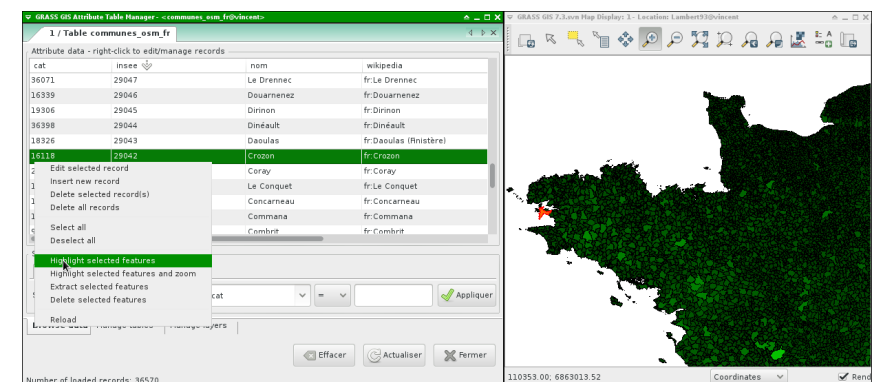 GRASS GIS Attribute Table Manager - <communes_osm_fr@vincent>
1 / Table communes_osm_fr
Attribute data - right-click to edit/manage records
cat insee nom wikipedia
36071 29047 Le Drennec fr:Le Drennec
16339 29046 Douarnenez fr:Douarnenez
19306 29045 Dirinon fr:Dirinon
36398 29044 Dinéault fr:Dinéault
18326 29043 Daoulas fr:Daoulas (Finistère)
16118 29042 Crozon fr:Crozon
Coray fr:Coray
Le Conquet fr:Le Conquet
Concarneau fr:Concarneau
Commana fr:Commana
Combrit fr:Combrit
Edit selected record
Insert new record
Delete selected record(s)
Delete all records
Select all
Deselect all
Highlight selected features
Highlight selected features and zoom
Extract selected features
Delete selected features
Reload
cat = Appliquer
Effacer Actualiser Fermer
Number of loaded records: 36570
GRASS GIS 7.3.svn Map Display: 1 - Location: Lambert93@vincent
110353.00; 6863013.52 Coordinates Rend